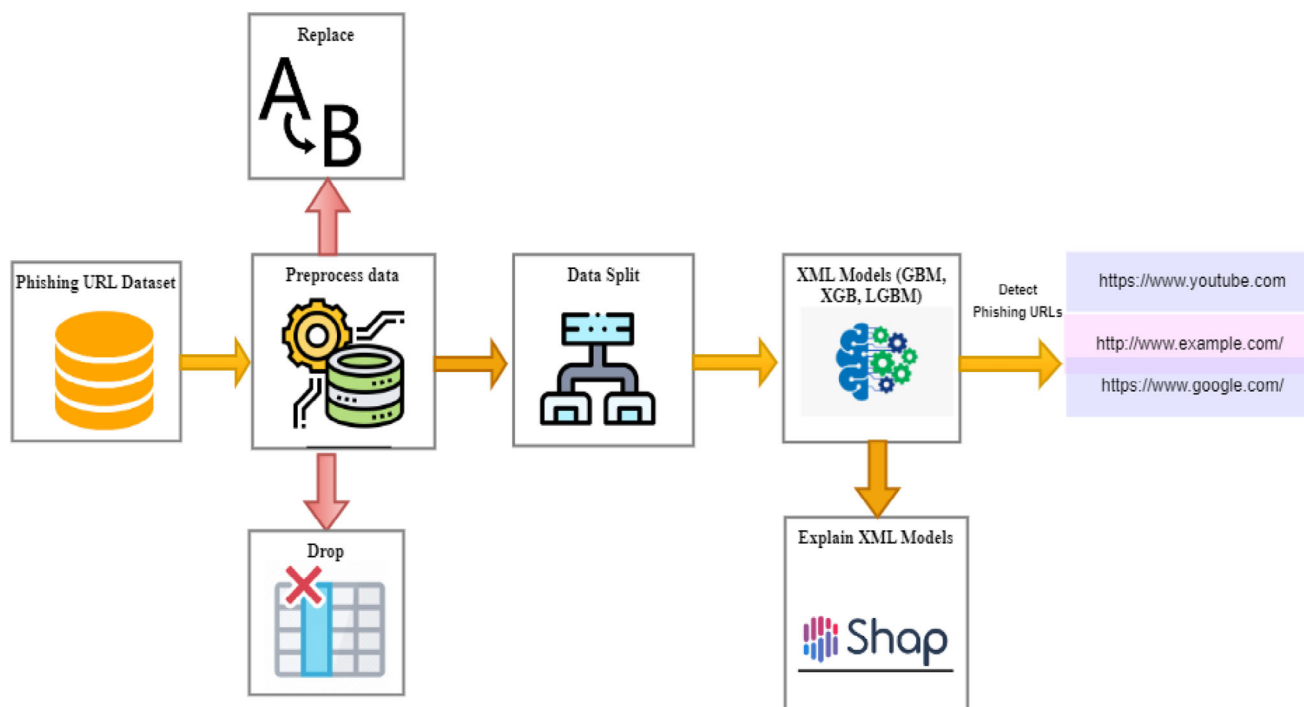 Replace
A
B
Phishing URL Dataset
Preprocess data
Data Split
XML Models (GBM,
XGB, LGBM)
Detect
Phishing URLs
https://www.youtube.com
http://www.example.com/
https://www.google.com/
Drop
Explain XML Models
Shap